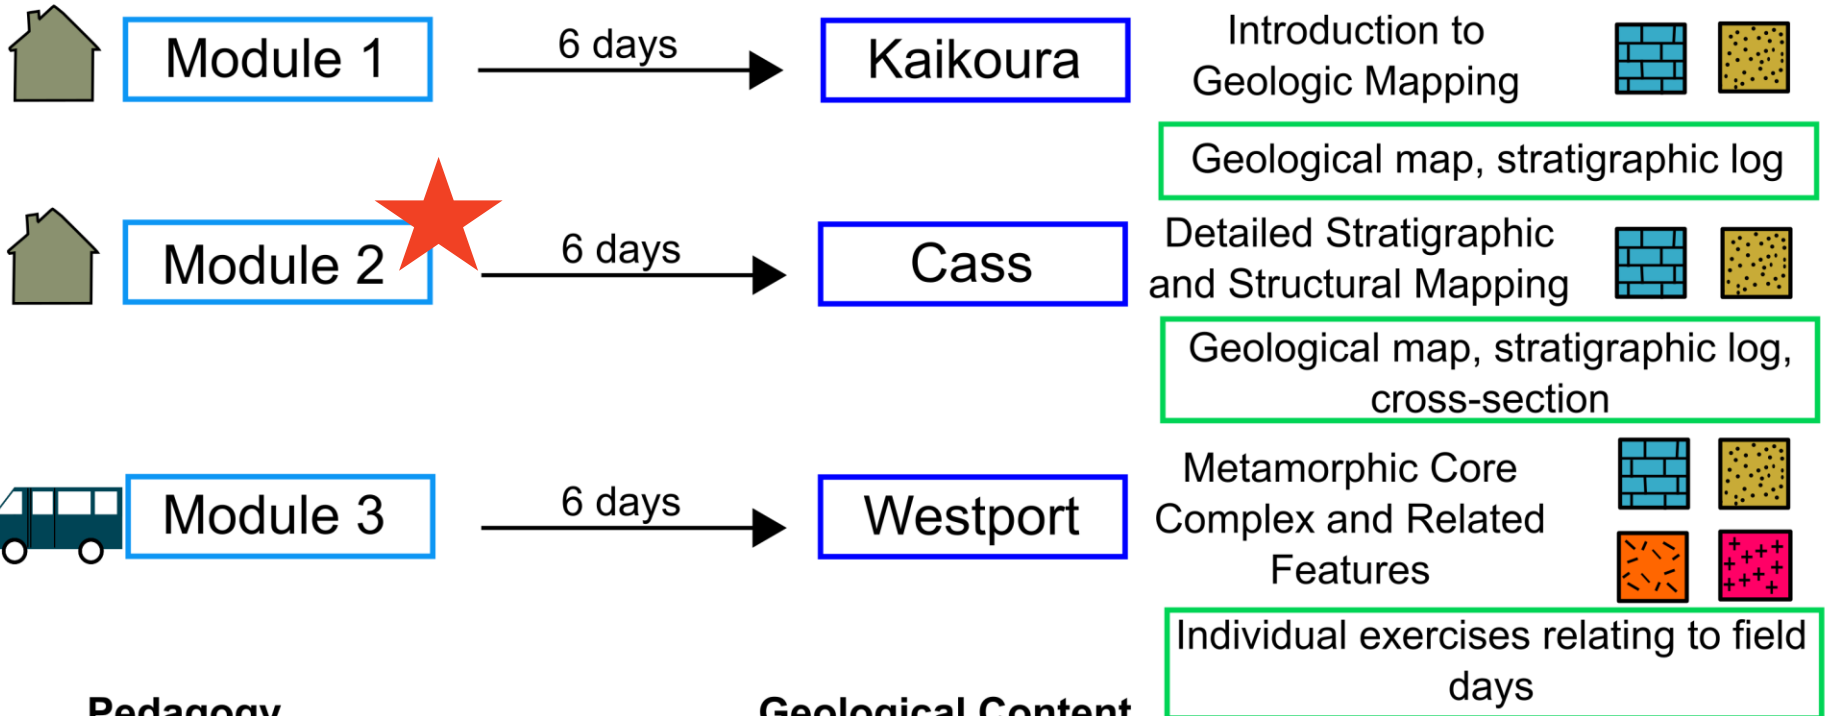 Module 1
6 days
Kaikoura
Introduction to
Geologic Mapping
Geological map, stratigraphic log
Module 2
6 days
Cass
Detailed Stratigraphic
and Structural Mapping
Geological map, stratigraphic log,
cross-section
Module 3
6 days
Westport
Metamorphic Core
Complex and Related
Features
Individual exercises relating to field
days
Pedagogy
Geological Content